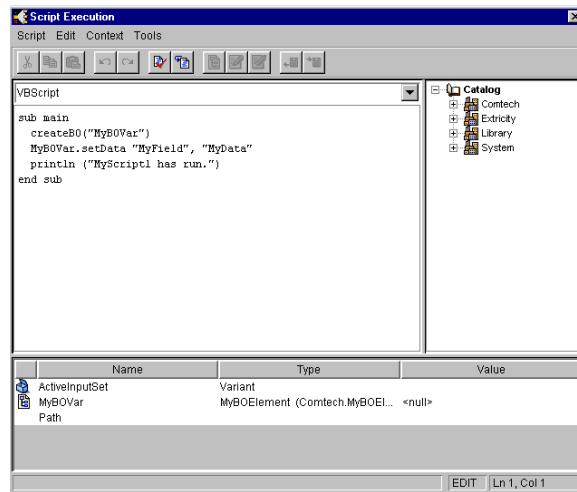 Script Execution
Script Edit Context Tools
VBScript
sub main
createBO("MyBOVar")
MyBOVar.setData "MyField", "MyData"
println ("MyScript1 has run.")
end sub
Catalog
Comtech
Extricity
Library
System
Name Type Value
ActiveInputSet Variant
MyBOVar MyBOElement (Comtech.MyBOEl... <null>
Path
EDIT Ln 1, Col 1